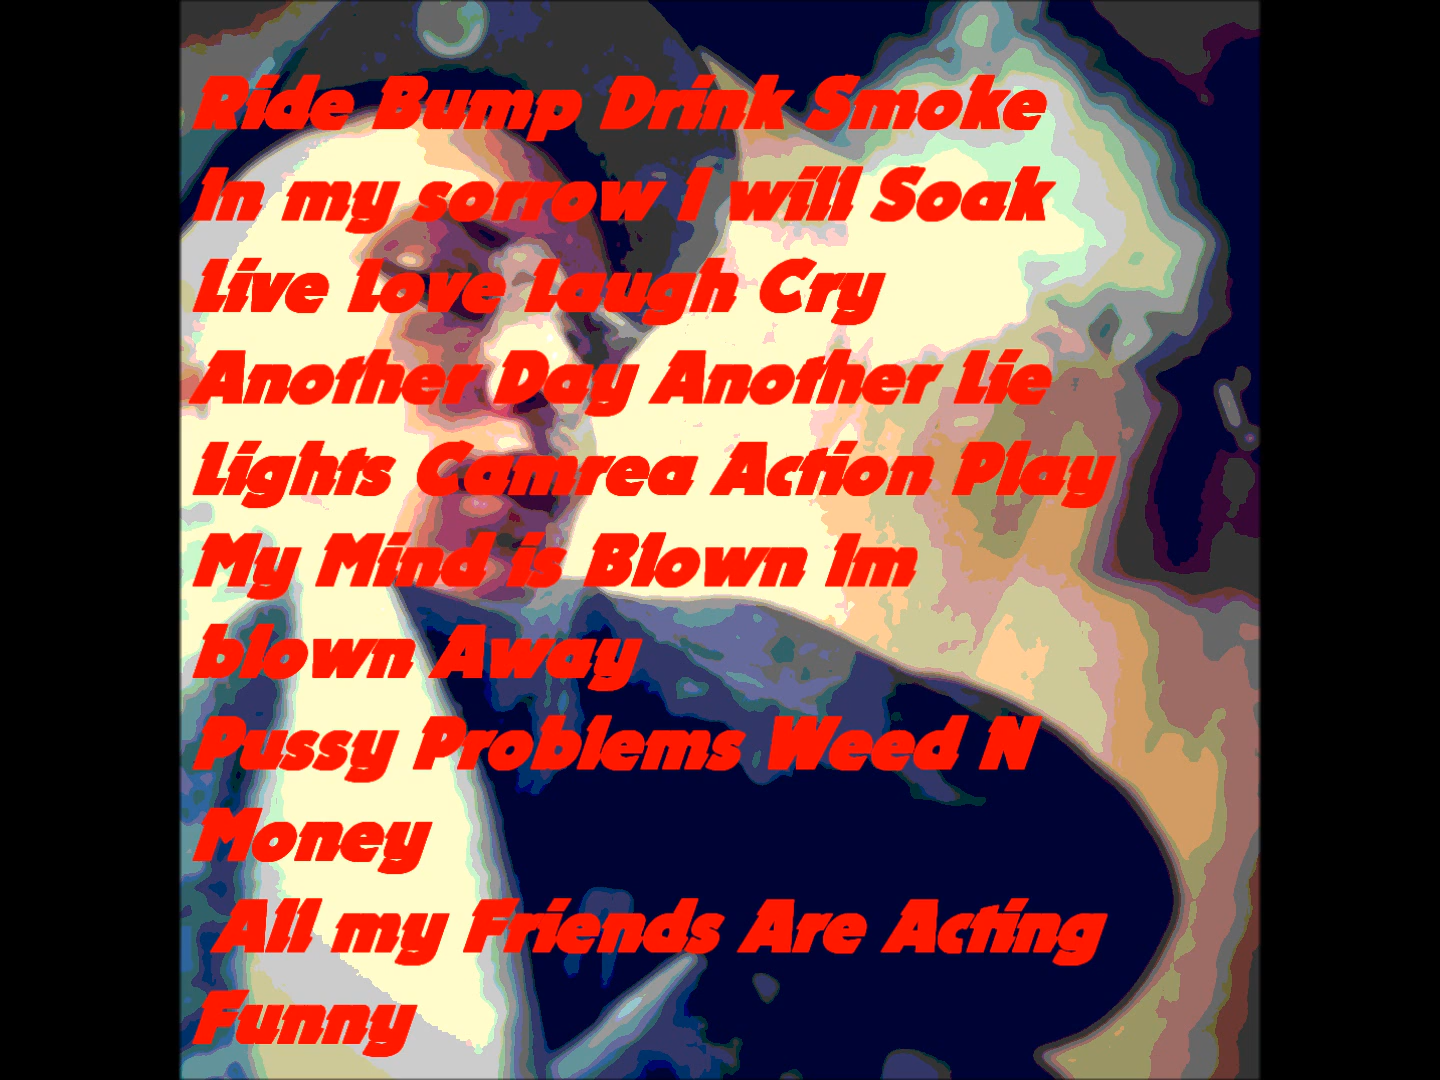 Ride Bump Drink Smoke
In my sorrow I will Soak
Live Love Laugh Cry
Another Day Another Lie
Lights Camrea Action Play
My Mind is Blown Im
blown Away
Pussy Problems Weed N
Money
All my Friends Are Acting
Funny